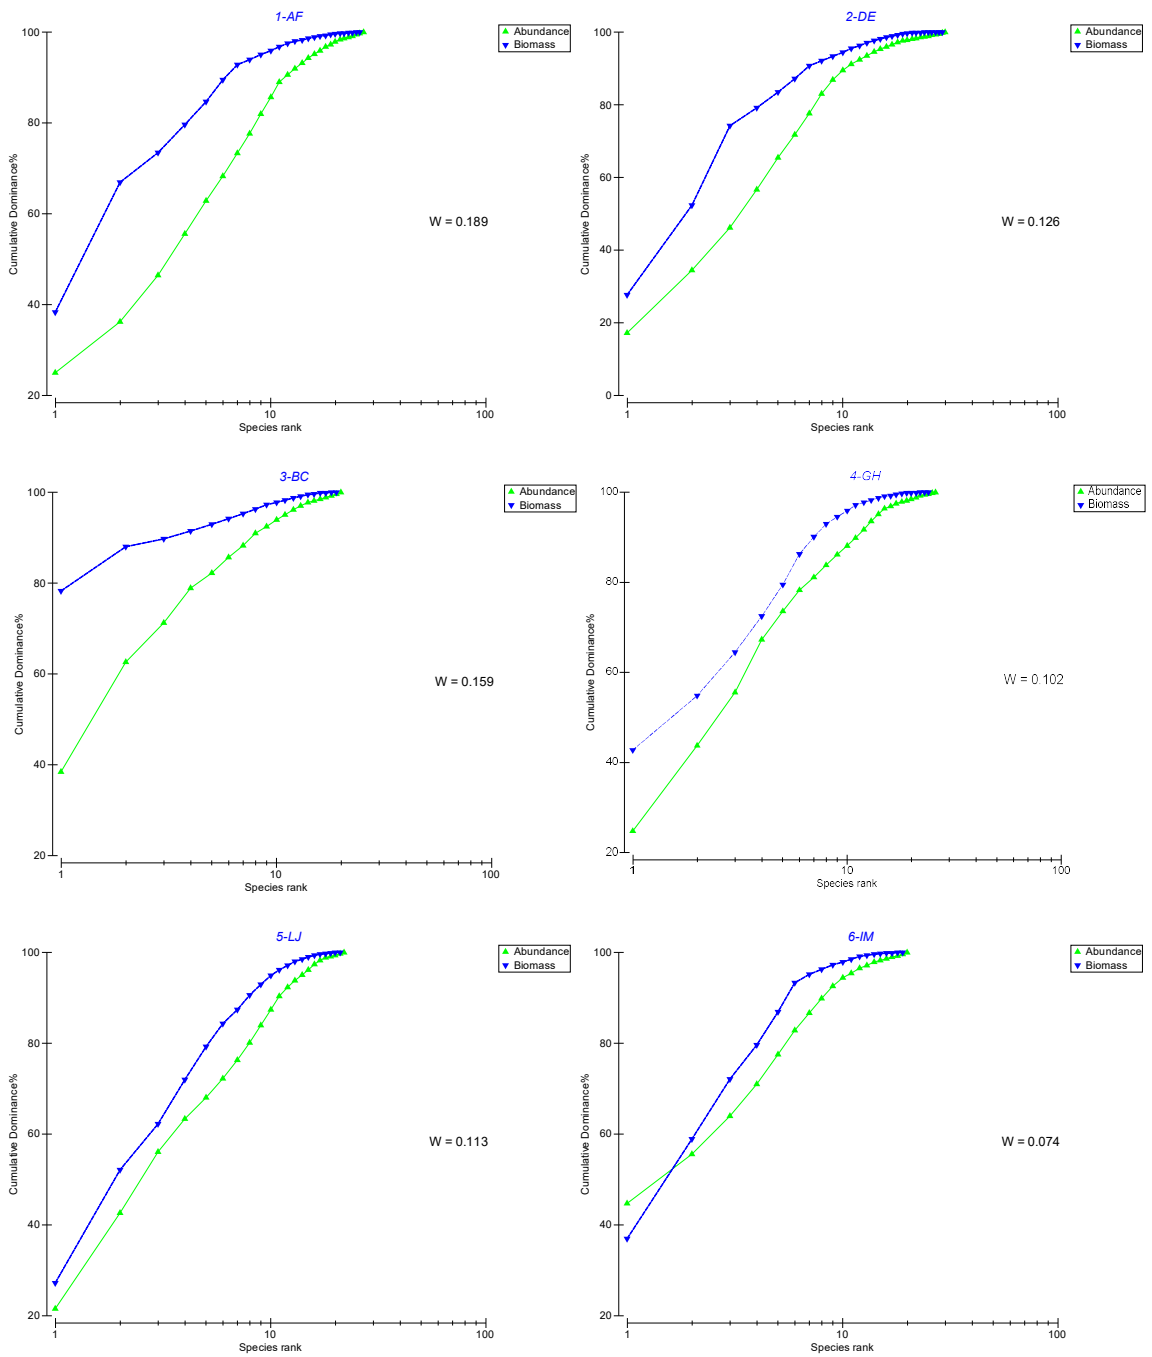 1-AF
Abundance
Biomass
100
80
60
40
20
Cumulative Dominance%
W = 0.189
1
10
100
Species rank
2-DE
Abundance
Biomass
100
80
60
40
20
0
Cumulative Dominance%
W = 0.126
1
10
100
Species rank
3-BC
Abundance
Biomass
100
80
60
40
20
Cumulative Dominance%
W = 0.159
1
10
100
Species rank
4-GH
Abundance
Biomass
100
80
60
40
20
Cumulative Dominance%
W = 0.102
1
10
100
Species rank
5-LJ
Abundance
Biomass
100
80
60
40
20
Cumulative Dominance%
W = 0.113
1
10
100
Species rank
6-IM
Abundance
Biomass
100
80
60
40
20
Cumulative Dominance%
W = 0.074
1
10
100
Species rank